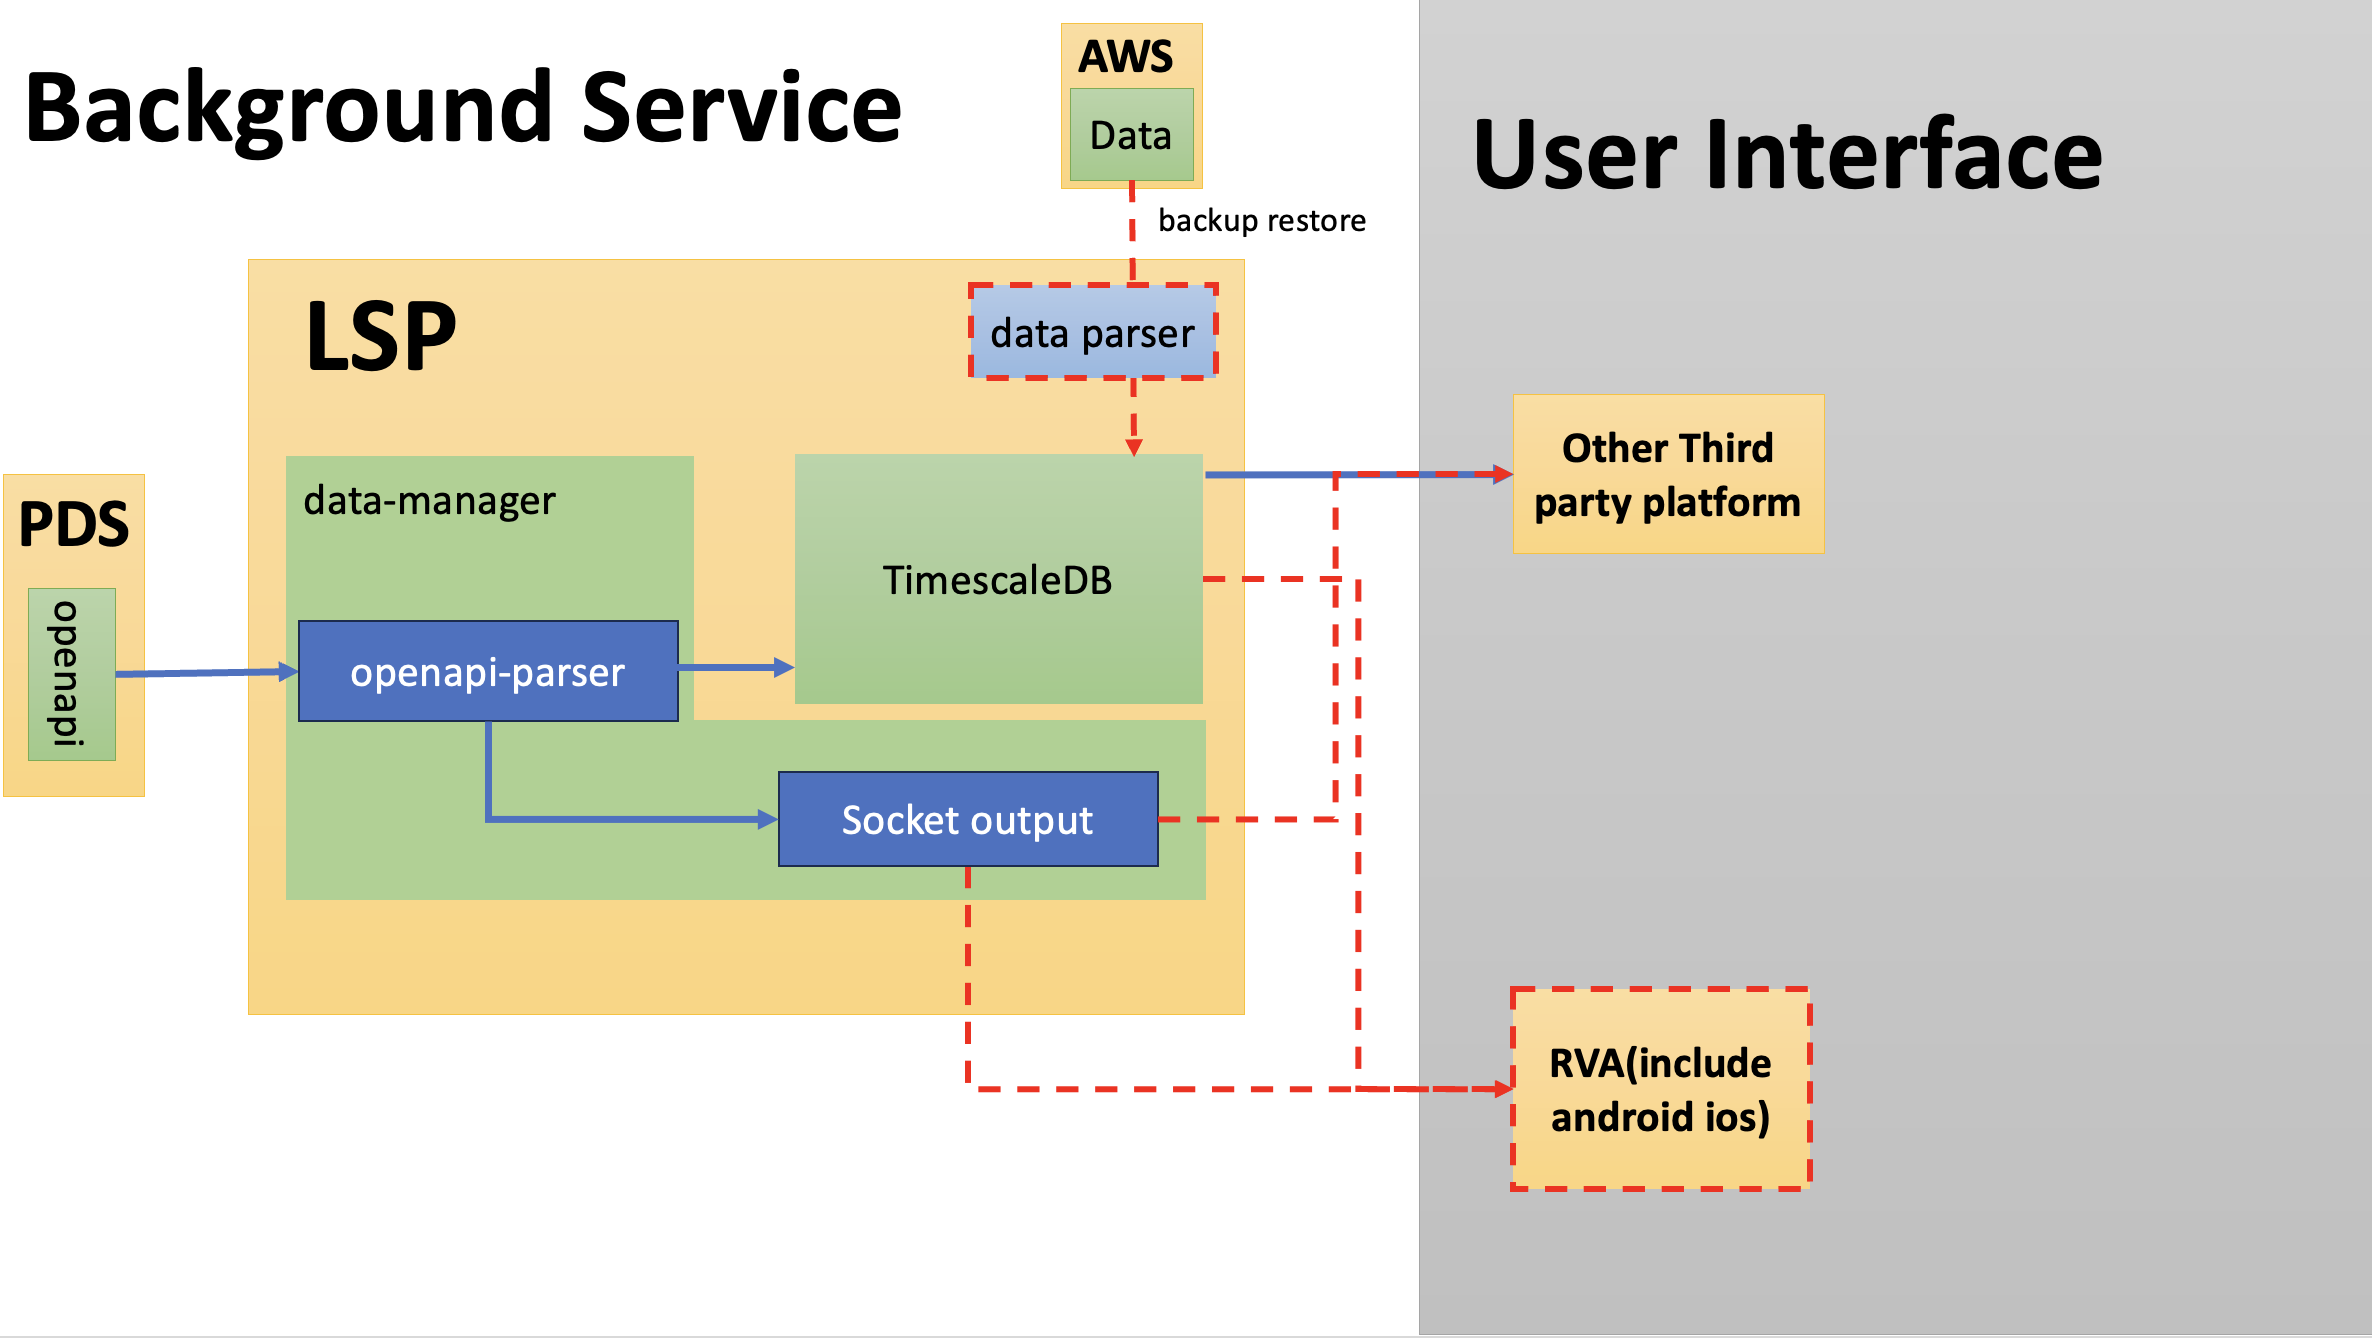 Background Service
AWS
Data
backup restore
User Interface
LSP
data parser
data-manager
TimescaleDB
Other Third
party platform
PDS
openapi
openapi-parser
Socket output
RVA(include
android ios)